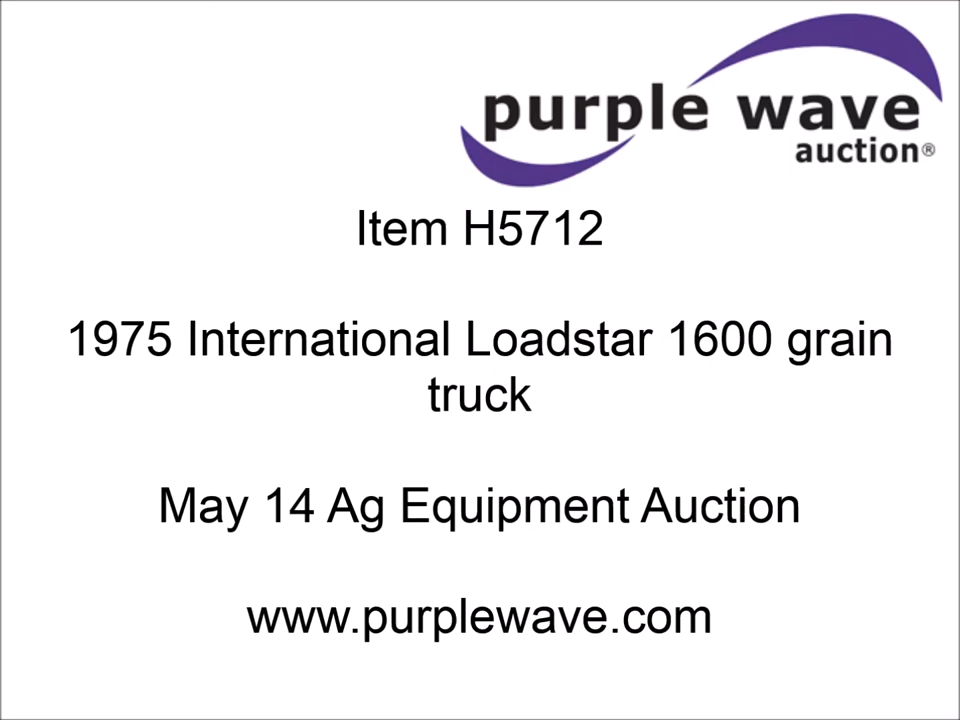 purple wave
auction®
Item H5712
1975 International Loadstar 1600 grain
truck
May 14 Ag Equipment Auction
www.purplewave.com